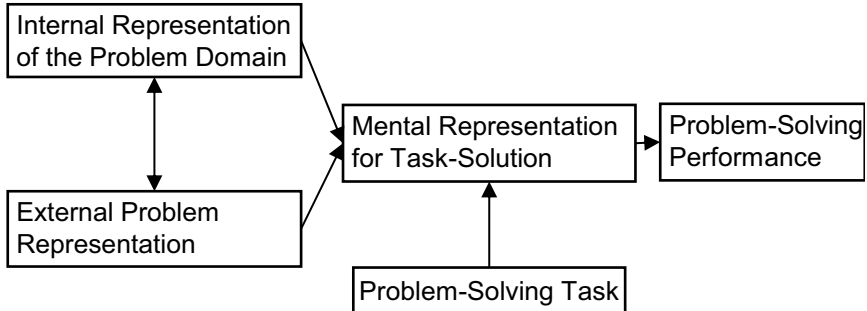 Internal Representation
of the Problem Domain
Mental Representation
for Task-Solution
Problem-Solving
Performance
External Problem
Representation
Problem-Solving Task